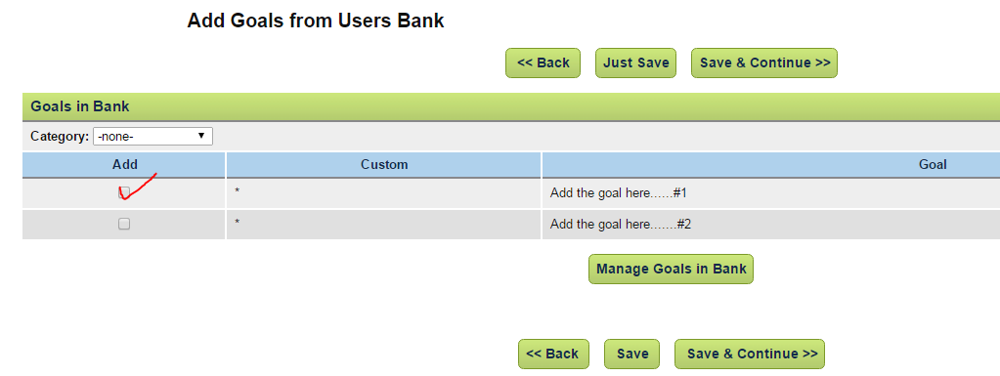 Add Goals from Users Bank
<< Back Just Save Save & Continue >>
Goals in Bank
Category: -none-
Add Custom Goal
* Add the goal here......#1
* Add the goal here.......#2
Manage Goals in Bank
<< Back Save Save & Continue >>